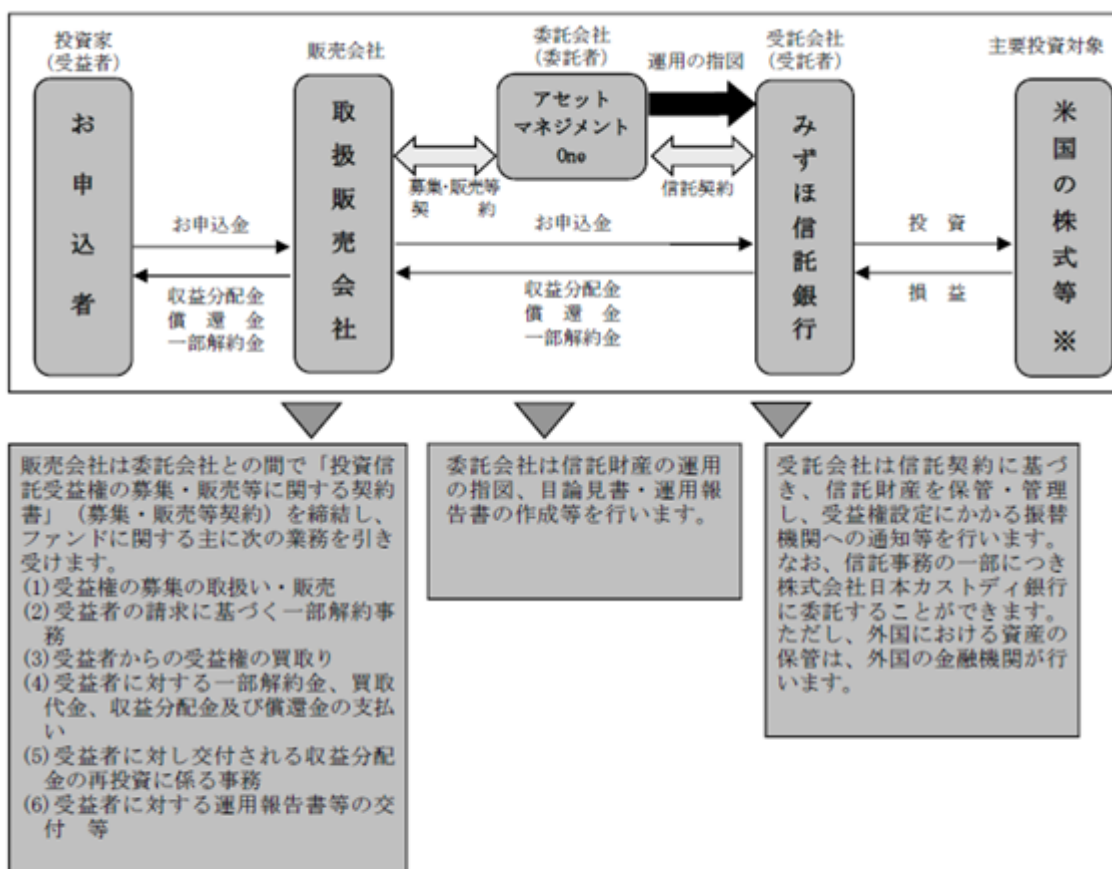 投資家
(受益者)
販売会社
委託会社
(委託者)
運用の指図
受託会社
(受託者)
主要投資対象
お申込者
取扱販売会社
アセット
マネジメント
One
みずほ信託銀行
米国の株式等 ※
募集・販売等
契 約
信託契約
お申込金
お申込金
投 資
収益分配金
償 還 金
一部解約金
収益分配金
償 還 金
一部解約金
損 益
販売会社は委託会社との間で「投資信
託受益権の募集・販売等に関する契約
書」（募集・販売等契約）を締結し、
ファンドに関する主に次の業務を引き
受けます。
(1)受益権の募集の取扱い・販売
(2)受益者の請求に基づく一部解約事
務
(3)受益者からの受益権の買取り
(4)受益者に対する一部解約金、買取
代金、収益分配金及び償還金の支払
い
(5)受益者に対し交付される収益分配
金の再投資に係る事務
(6)受益者に対する運用報告書等の交
付 等
委託会社は信託財産の運用
の指図、目論見書・運用報
告書の作成等を行います。
受託会社は信託契約に基づ
き、信託財産を保管・管理
し、受益権設定にかかる振替
機関への通知等を行います。
なお、信託事務の一部につき
株式会社日本カストディ銀行
に委託することができます。
ただし、外国における資産の
保管は、外国の金融機関が行
います。